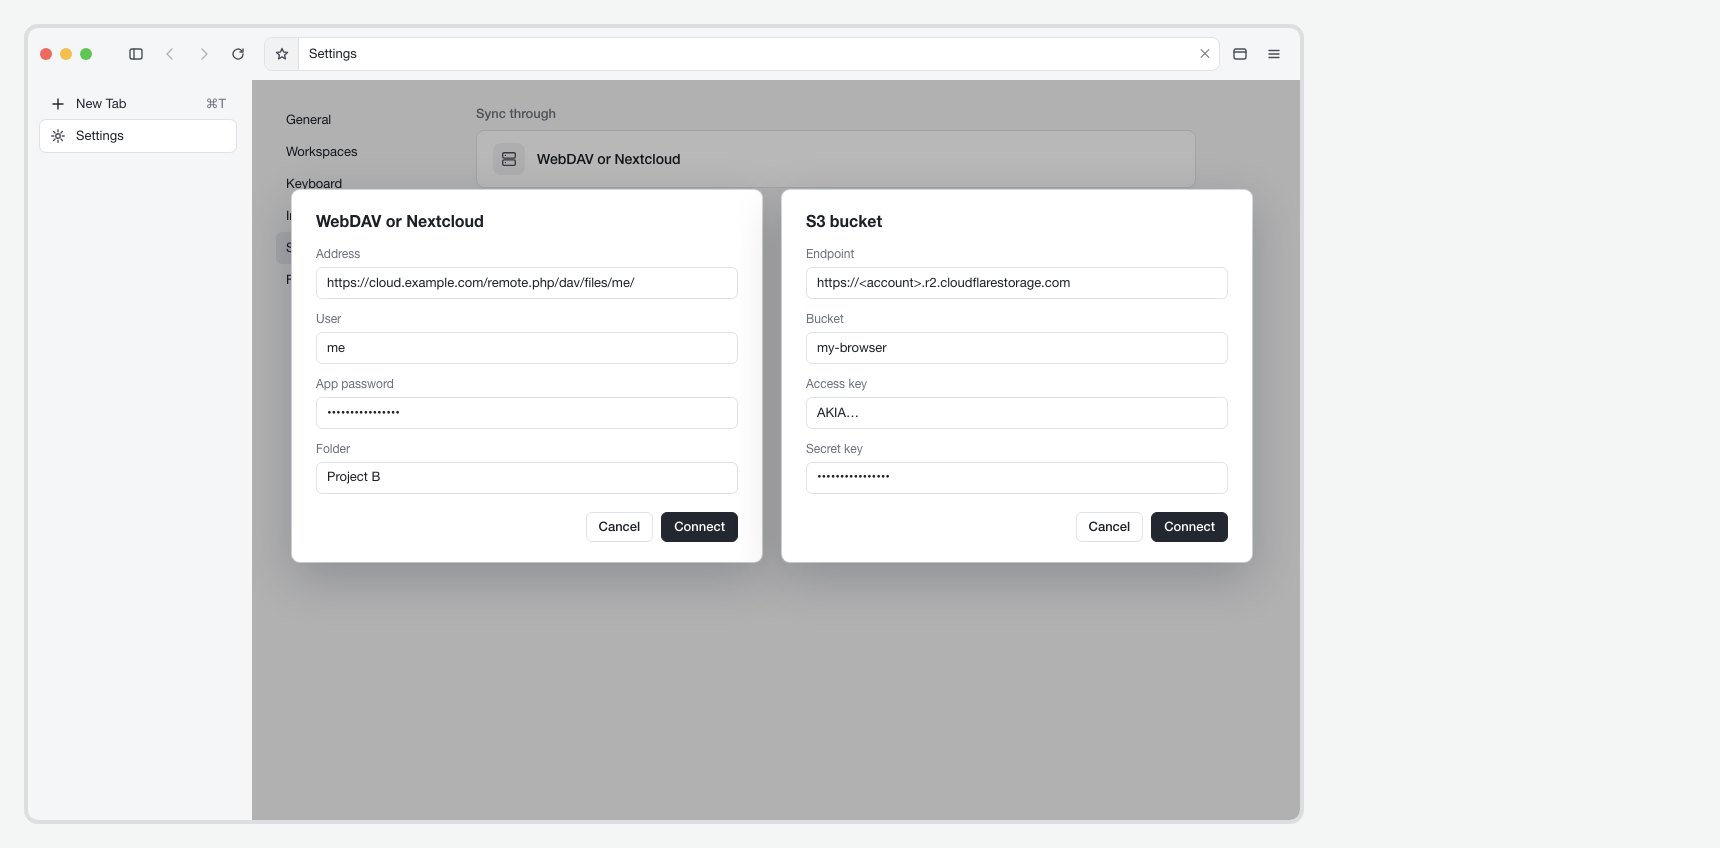 Settings
New Tab ⌘T
Settings
General
Workspaces
Keyboard
Sync through
WebDAV or Nextcloud
WebDAV or Nextcloud
Address
https://cloud.example.com/remote.php/dav/files/me/
User
me
App password
••••••••••••••••
Folder
Project B
Cancel Connect
S3 bucket
Endpoint
https://<account>.r2.cloudflarestorage.com
Bucket
my-browser
Access key
AKIA…
Secret key
••••••••••••••••
Cancel Connect